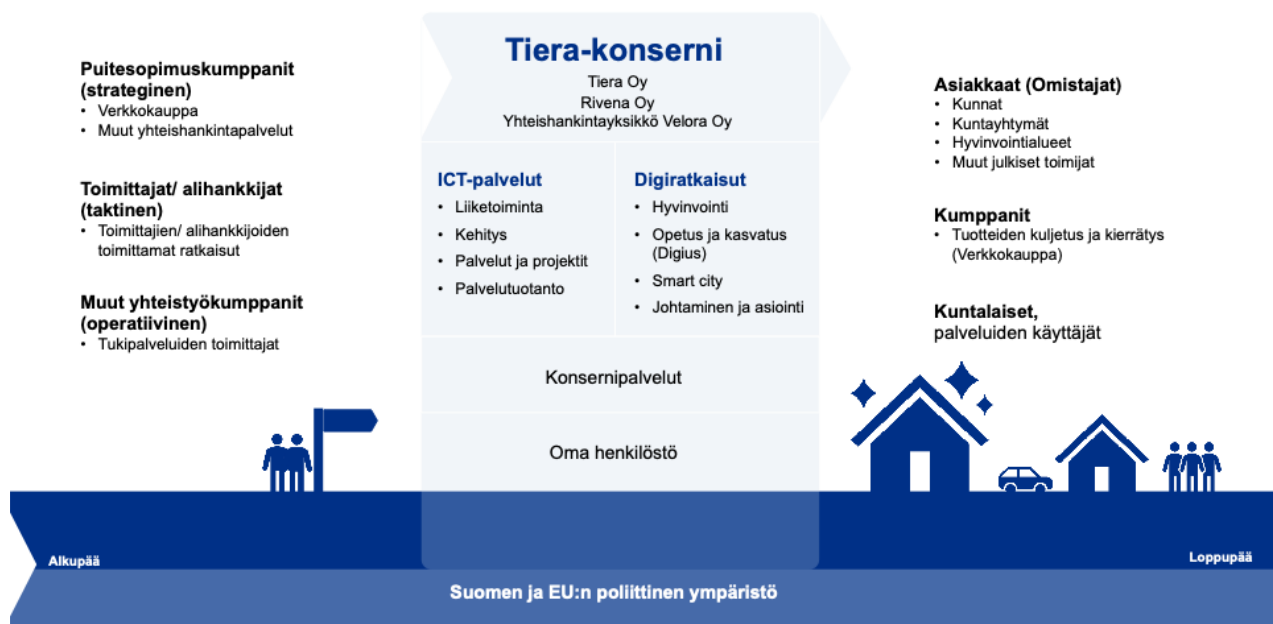 Puitesopimuskumppanit
(strateginen)
• Verkkokauppa
• Muut yhteishankintapalvelut
Toimittajat/ alihankkijat
(taktinen)
• Toimittajien/ alihankkijoiden
toimittamat ratkaisut
Muut yhteistyökumppanit
(operatiivinen)
• Tukipalveluiden toimittajat
Tiera-konserni
Tiera Oy
Rivena Oy
Yhteishankintayksikkö Velora Oy
ICT-palvelut
• Liiketoiminta
• Kehitys
• Palvelut ja projektit
• Palvelutuotanto
Digiratkaisut
• Hyvinvointi
• Opetus ja kasvatus
(Digius)
• Smart city
• Johtaminen ja asiointi
Konsernipalvelut
Oma henkilöstö
Asiakkaat (Omistajat)
• Kunnat
• Kuntayhtymät
• Hyvinvointialueet
• Muut julkiset toimijat
Kumppanit
• Tuotteiden kuljetus ja kierrätys
(Verkkokauppa)
Kuntalaiset,
palveluiden käyttäjät
Alkupää
Loppupää
Suomen ja EU:n poliittinen ympäristö